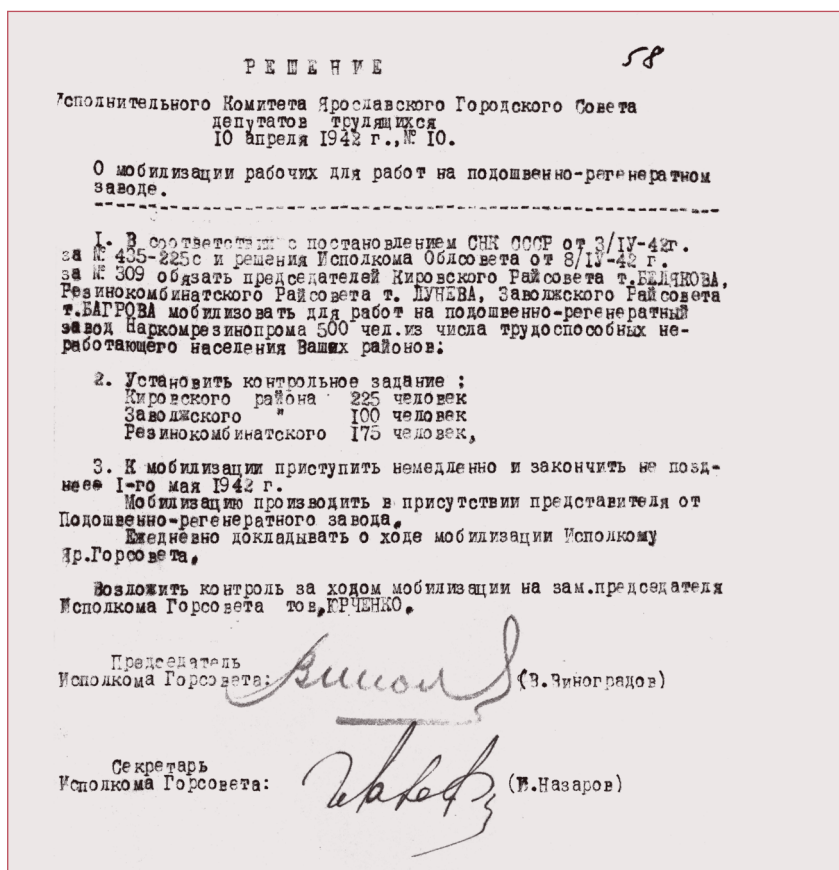 58
РЕШЕНИЕ
Исполнительного Комитета Ярославского Городского Совета
депутатов трудящихся
10 апреля 1942 г., № 10.
О мобилизации рабочих для работ на подошвенно-регенератном
заводе.
1. В соответствии с постановлением СНК СССР от 3/IV-42г.
за № 435-225с и решения Исполкома Облсовета от 8/IV-42 г.
за № 309 обязать председателей Кировского Райсовета т.БЕЛЯКОВА,
Резинокомбинатского Райсовета т. ЛУНЕВА, Заволжского Райсовета
т.БАГРОВА мобилизовать для работ на подошвенно-регенератный
завод Наркомрезинопрома 500 чел.из числа трудоспособных не-
работающего населения Ваших районов:
2. Установить контрольное задание ;
Кировского района 225 человек
Заволжского " 100 человек
Резинокомбинатского 175 человек,
3. К мобилизации приступить немедленно и закончить не позд-
нее 1-го мая 1942 г.
Мобилизацию производить в присутствии представителя от
Подошвенно-регенератного завода.
Ежедневно докладывать о ходе мобилизации Исполкому
Яр.Горсовета.
Возложить контроль за ходом мобилизации на зам.председателя
Исполкома Горсовета тов.ЮРЧЕНКО.
Председатель
Исполкома Горсовета: (В.Виноградов)
Секретарь
Исполкома Горсовета: (И.Назаров)